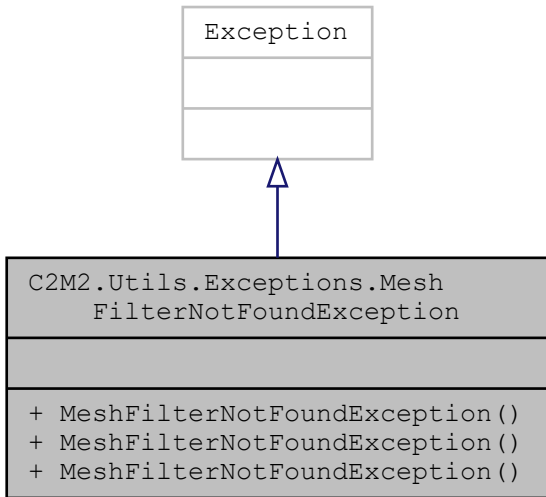 Exception
C2M2.Utils.Exceptions.Mesh
FilterNotFoundException
+ MeshFilterNotFoundException()
+ MeshFilterNotFoundException()
+ MeshFilterNotFoundException()